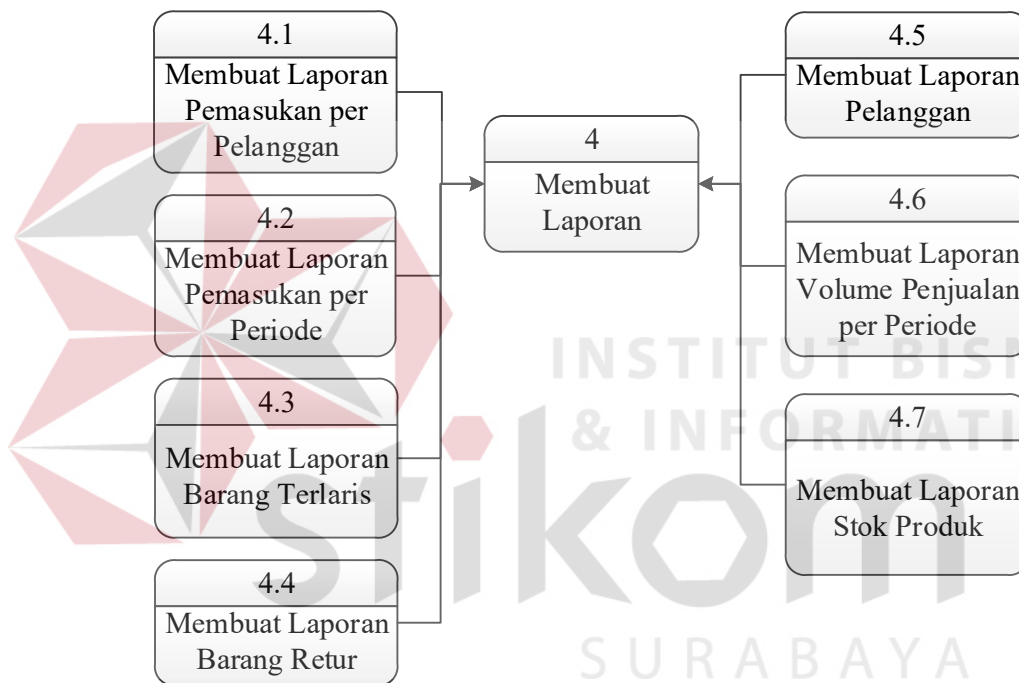 4.1
Membuat Laporan
Pemasukan per
Pelanggan
4.2
Membuat Laporan
Pemasukan per
Periode
4.3
Membuat Laporan
Barang Terlaris
4.4
Membuat Laporan
Barang Retur
4
Membuat
Laporan
4.5
Membuat Laporan
Pelanggan
4.6
Membuat Laporan
Volume Penjualan
per Periode
4.7
Membuat Laporan
Stok Produk
INSTITUT BISN
& INFORMATI
stikom
SURABAYA